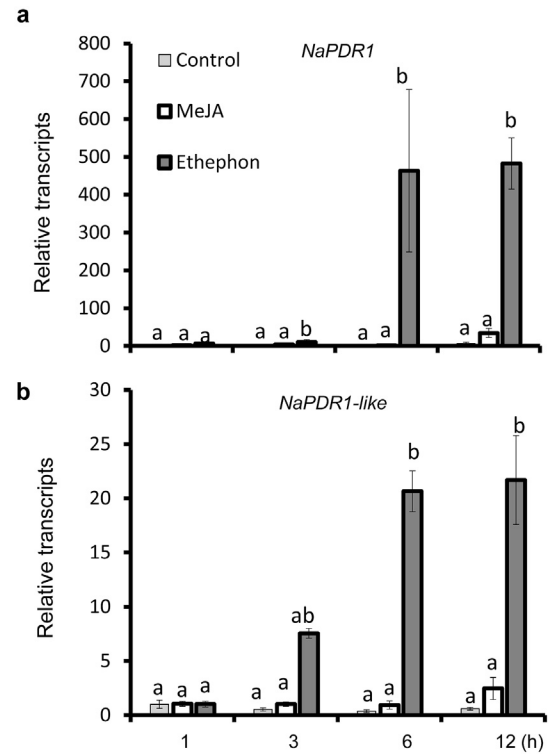 a
NaPDR1
Control
MeJA
Ethephon
Relative transcripts
800
700
600
500
400
300
200
100
0
a a a
a a b
a a b
a a b
b
NaPDR1-like
Relative transcripts
30
25
20
15
10
5
0
a a a
a a ab
a a b
a a b
1 3 6 12 (h)